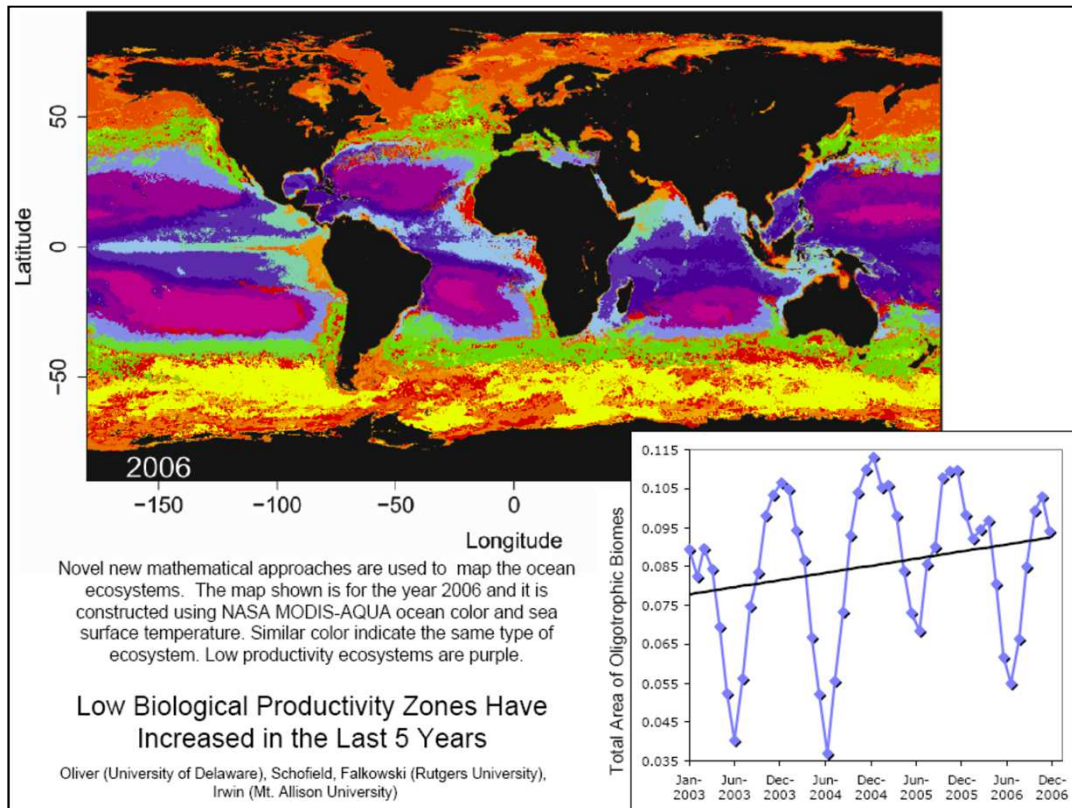 50
0
−50
Latitude
2006
−150
−100
−50
0
Longitude
Novel new mathematical approaches are used to map the ocean
ecosystems. The map shown is for the year 2006 and it is
constructed using NASA MODIS-AQUA ocean color and sea
surface temperature. Similar color indicate the same type of
ecosystem. Low productivity ecosystems are purple.
Low Biological Productivity Zones Have
Increased in the Last 5 Years
Oliver (University of Delaware), Schofield, Falkowski (Rutgers University),
Irwin (Mt. Allison University)
Total Area of Oligotrophic Biomes
0.115
0.105
0.095
0.085
0.075
0.065
0.055
0.045
0.035
Jan-2003
Jun-2003
Dec-2003
Jun-2004
Dec-2004
Jun-2005
Dec-2005
Jun-2006
Dec-2006